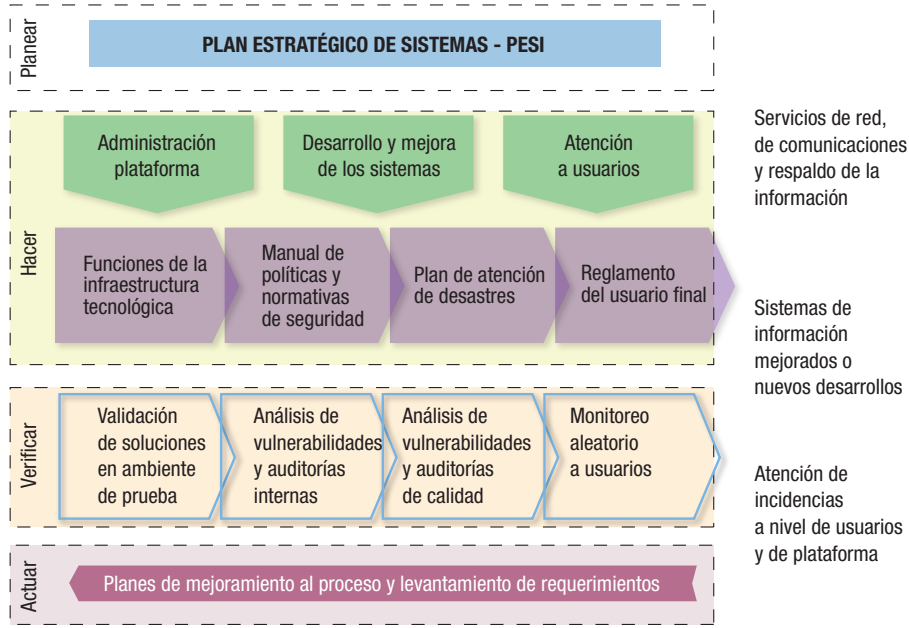 Planear
PLAN ESTRATÉGICO DE SISTEMAS - PESI
Hacer
Administración
plataforma
Desarrollo y mejora
de los sistemas
Atención
a usuarios
Funciones de la
infraestructura
tecnológica
Manual de
políticas y
normativas
de seguridad
Plan de atención
de desastres
Reglamento
del usuario final
Verificar
Validación
de soluciones
en ambiente
de prueba
Análisis de
vulnerabilidades
y auditorías
internas
Análisis de
vulnerabilidades
y auditorías
de calidad
Monitoreo
aleatorio
a usuarios
Actuar
Planes de mejoramiento al proceso y levantamiento de requerimientos
Servicios de red,
de comunicaciones
y respaldo de la
información
Sistemas de
información
mejorados o
nuevos desarrollos
Atención de
incidencias
a nivel de usuarios
y de plataforma